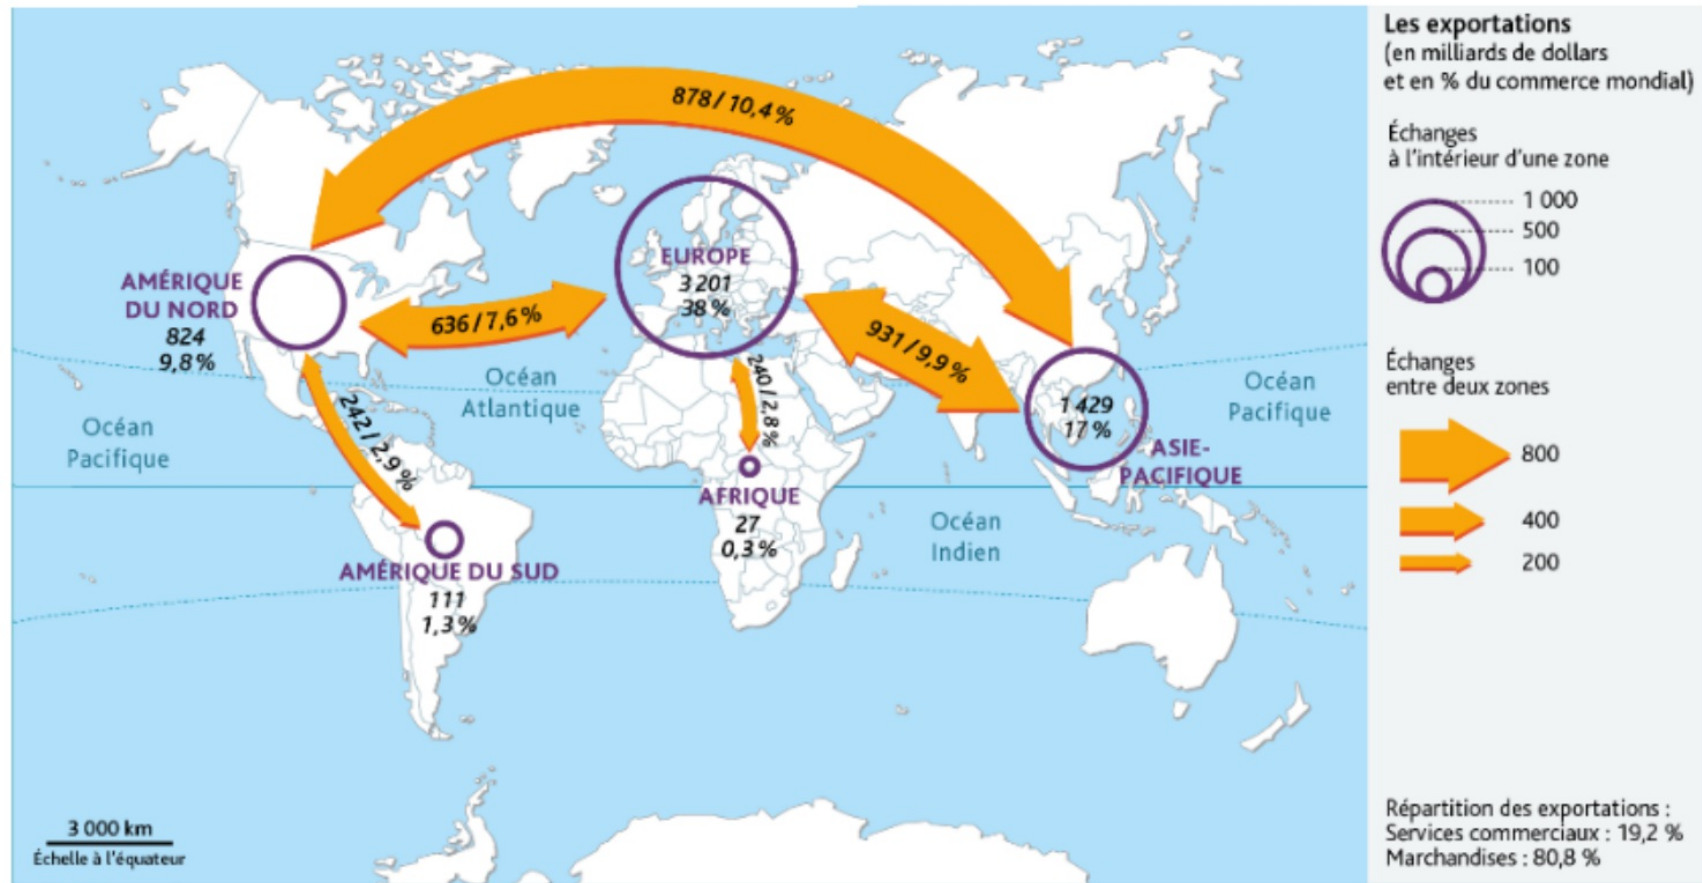 878 / 10,4 %
EUROPE
3 201
38 %
AMÉRIQUE
DU NORD
824
9,8 %
636 / 7,6 %
931 / 9,9 %
240 / 2,8 %
242 / 2,9 %
Océan
Atlantique
Océan
Pacifique
Océan
Pacifique
1 429
17 %
ASIE-
PACIFIQUE
AFRIQUE
27
0,3 %
Océan
Indien
AMÉRIQUE DU SUD
111
1,3 %
3 000 km
Échelle à l'équateur
Les exportations
(en milliards de dollars
et en % du commerce mondial)
Échanges
à l'intérieur d'une zone
1 000
500
100
Échanges
entre deux zones
800
400
200
Répartition des exportations :
Services commerciaux : 19,2 %
Marchandises : 80,8 %